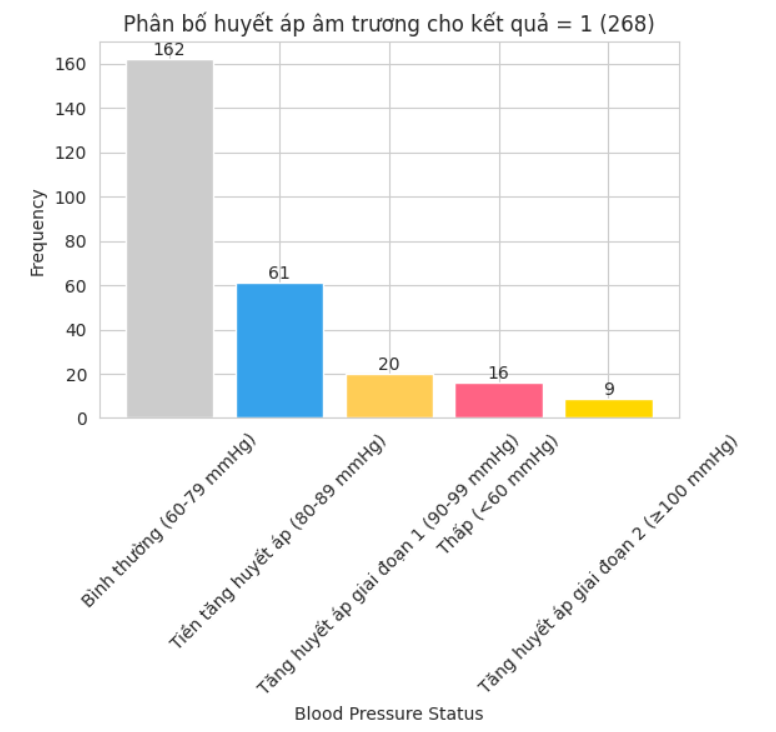 Phân bố huyết áp âm trương cho kết quả = 1 (268)
Frequency
160
140
120
100
80
60
40
20
0
162
61
20
16
9
Bình thường (60-79 mmHg)
Tiền tăng huyết áp (80-89 mmHg)
Tăng huyết áp giai đoạn 1 (90-99 mmHg)
Thấp (<60 mmHg)
Tăng huyết áp giai đoạn 2 (≥100 mmHg)
Blood Pressure Status